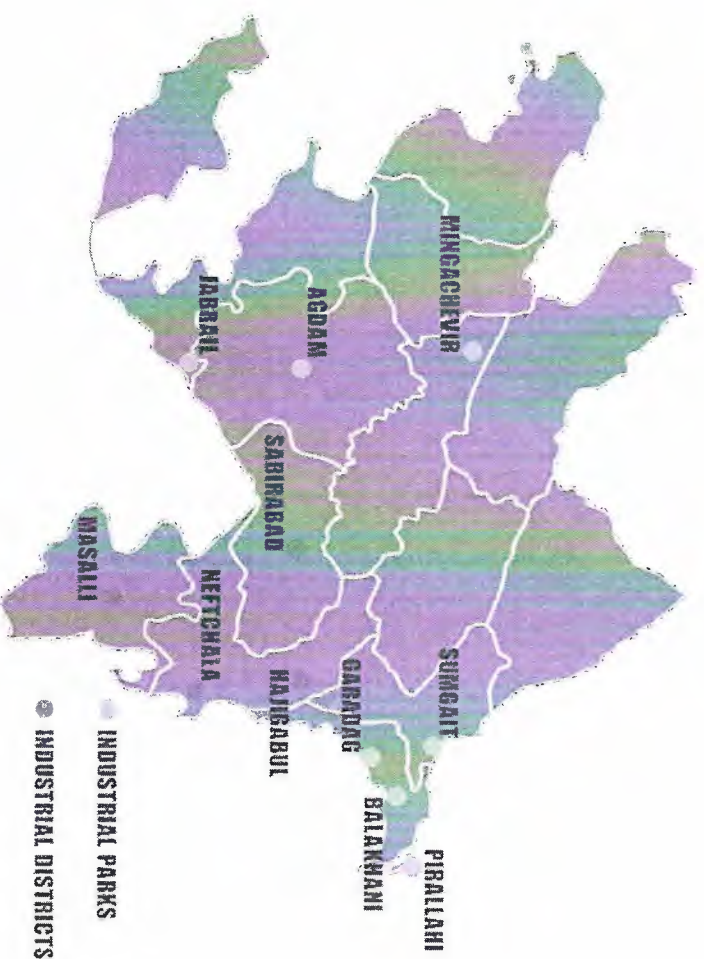 MINGACHEVIR
SUMGAIT
PIRALLAHI
BALAKHANI
GARADAG
AGDAM
HAJIGABUL
SABIRABAD
JABRAIL
NEFTCHALA
MASALLI
INDUSTRIAL PARKS
INDUSTRIAL DISTRICTS